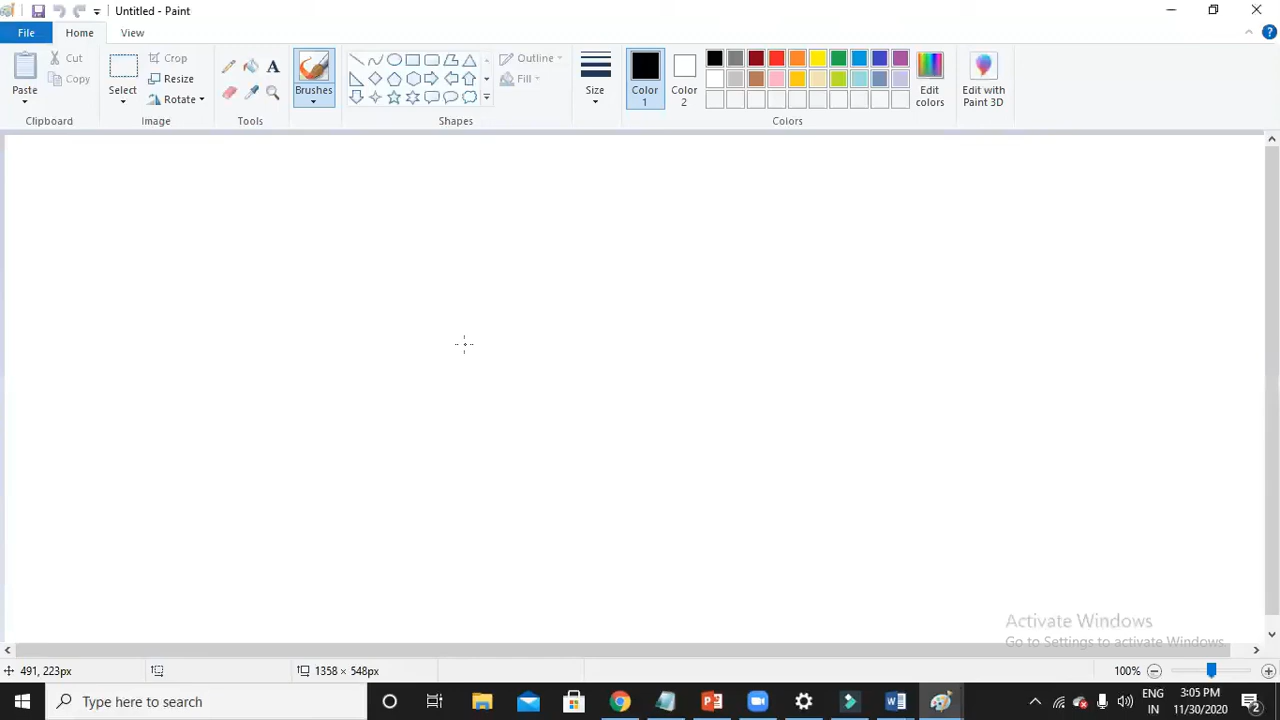 Untitled - Paint
File Home View
Paste
Cut
Copy
Clipboard
Select
Crop
Resize
Rotate
Image
Tools
Brushes
Outline
Fill
Shapes
Size
Color 1
Color 2
Edit colors
Edit with Paint 3D
Colors
Activate Windows
Go to Settings to activate Windows.
491, 223px
1358 × 548px
100%
Type here to search
ENG
IN
3:05 PM
11/30/2020
2